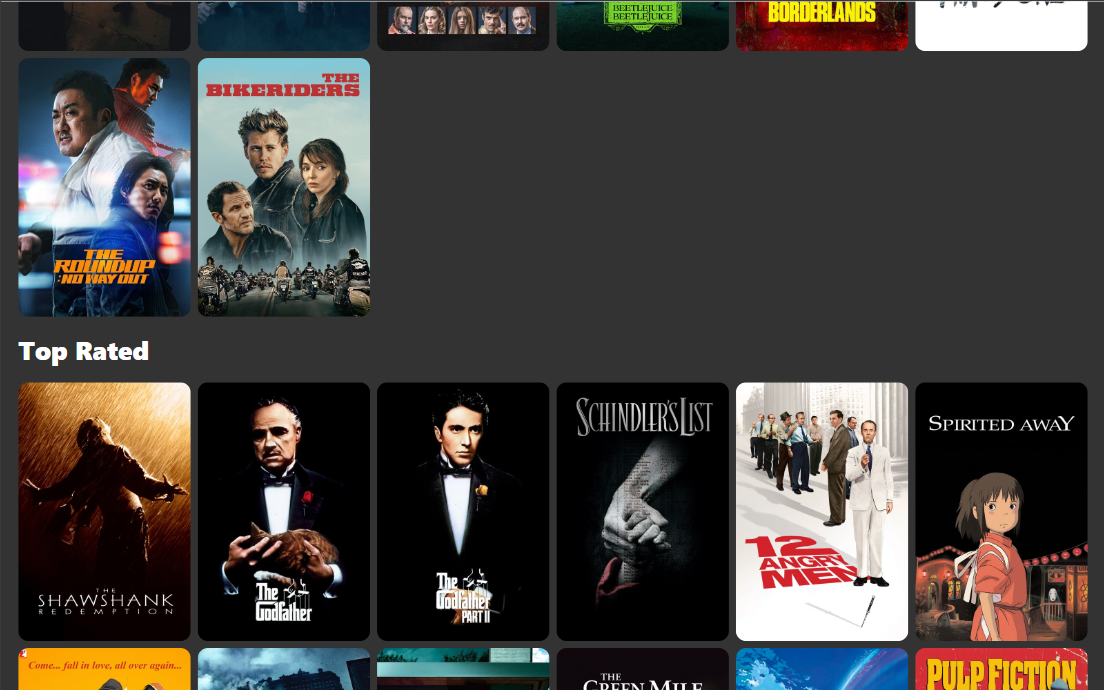 BEETLEJUICE
BEETLEJUICE
BORDERLANDS
THE
BIKERIDERS
THE
ROUNDUP
:NO WAY OUT
Top Rated
THE
SHAWSHANK
REDEMPTION
The
Godfather
The
Godfather
PART II
SCHINDLER'S LIST
12
ANGRY
MEN
SPIRITED AWAY
Come... fall in love, all over again...
THE
GREEN MILE
PULP FICTION